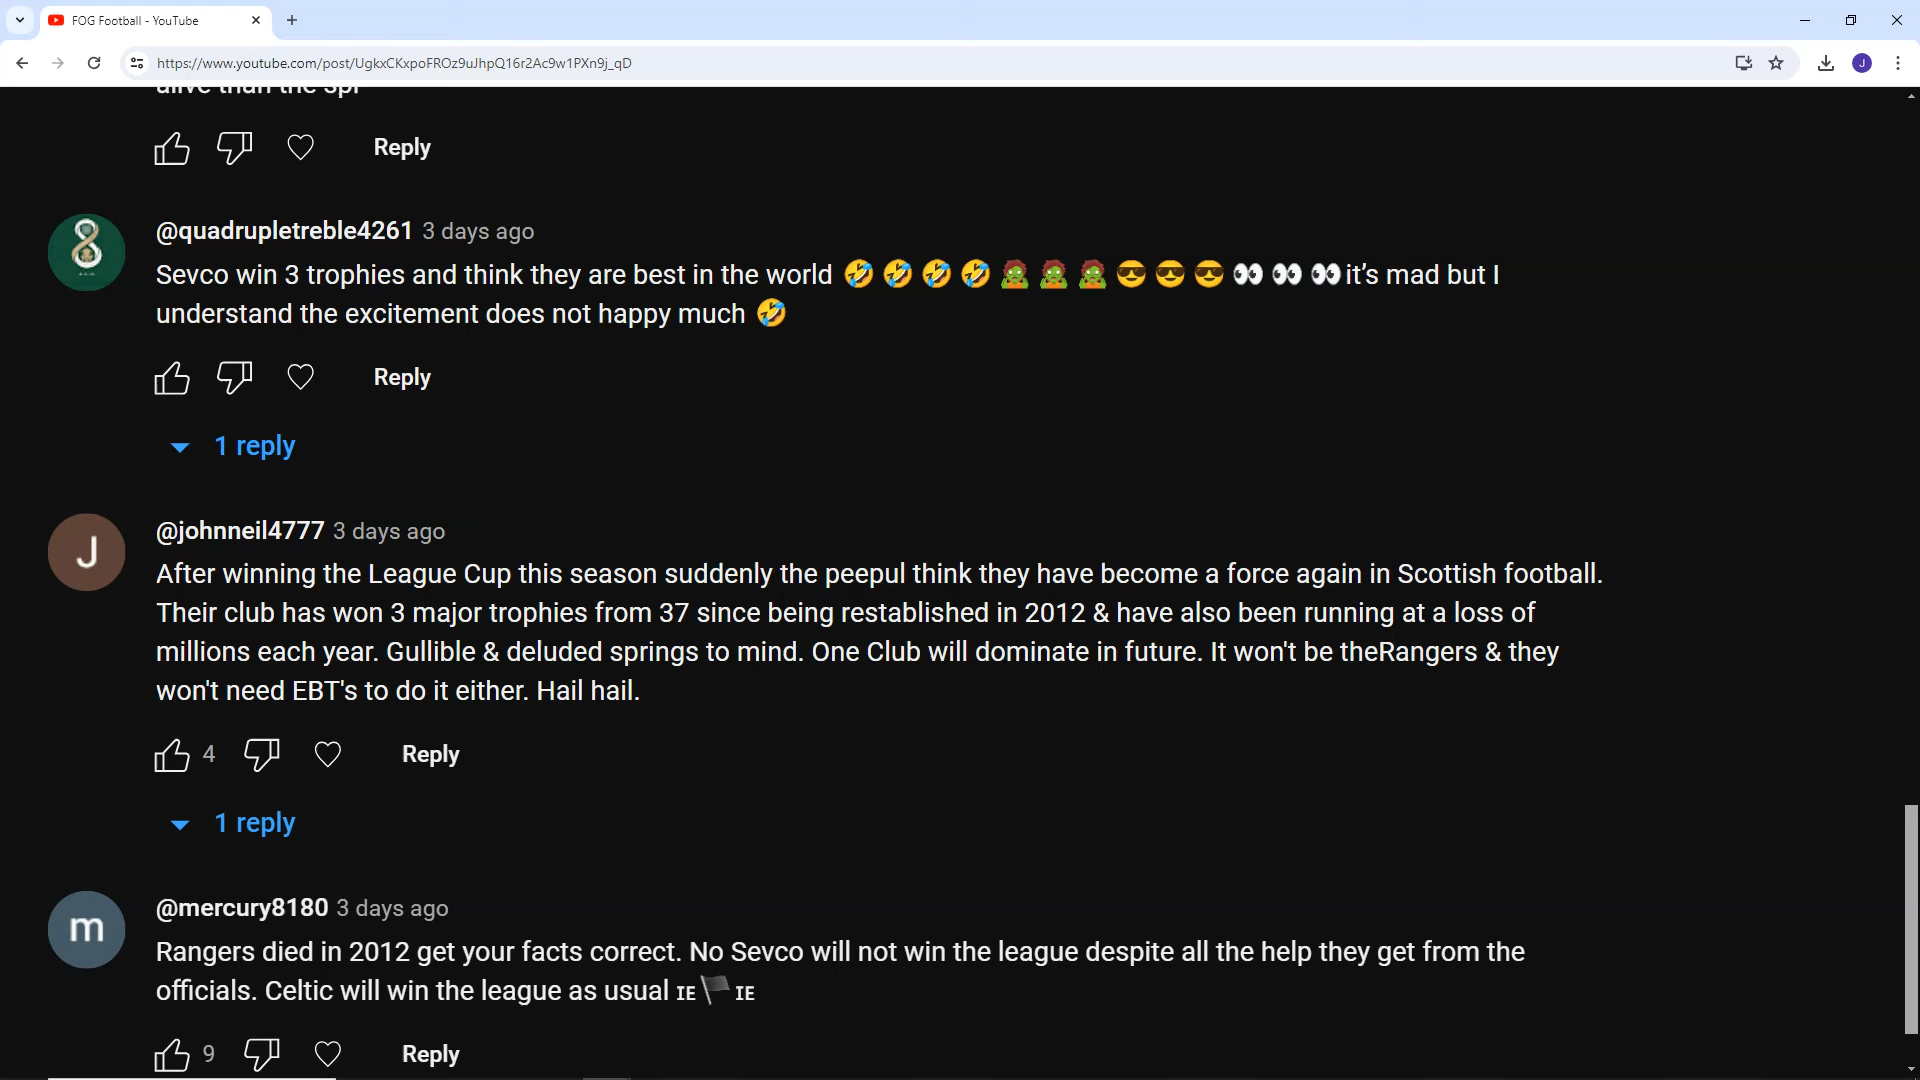 FOG Football - YouTube
https://www.youtube.com/post/UgkxCKxpoFROz9uJhpQ16r2Ac9w1PXn9j_qD
J
alive than the spl
Reply
8
@quadrupletreble4261 3 days ago
Sevco win 3 trophies and think they are best in the world 🤣🤣🤣🤣🧟🧟🧟😎😎😎👀👀👀it’s mad but I
understand the excitement does not happy much 🤣
Reply
1 reply
J
@johnneil4777 3 days ago
After winning the League Cup this season suddenly the peepul think they have become a force again in Scottish football.
Their club has won 3 major trophies from 37 since being restablished in 2012 & have also been running at a loss of
millions each year. Gullible & deluded springs to mind. One Club will dominate in future. It won't be theRangers & they
won't need EBT's to do it either. Hail hail.
4 Reply
1 reply
m
@mercury8180 3 days ago
Rangers died in 2012 get your facts correct. No Sevco will not win the league despite all the help they get from the
officials. Celtic will win the league as usual IE🏴IE
9 Reply